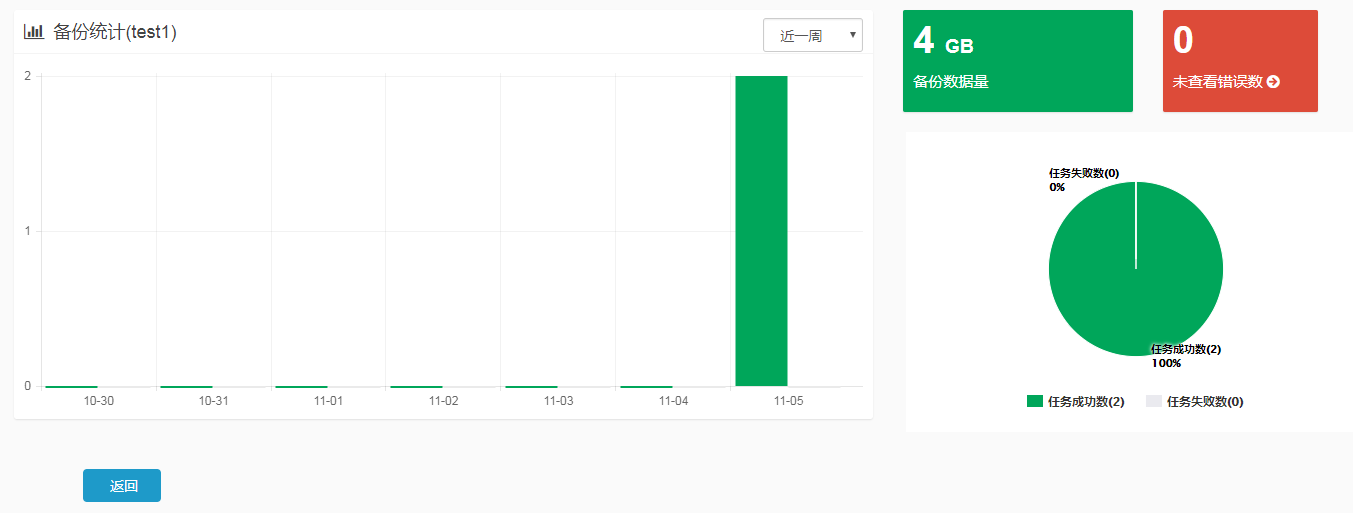 备份统计(test1)
近一周
2
1
0
10-30
10-31
11-01
11-02
11-03
11-04
11-05
4 GB
备份数据量
0
未查看错误数
任务失败数(0)
0%
任务成功数(2)
100%
任务成功数(2)
任务失败数(0)
返回